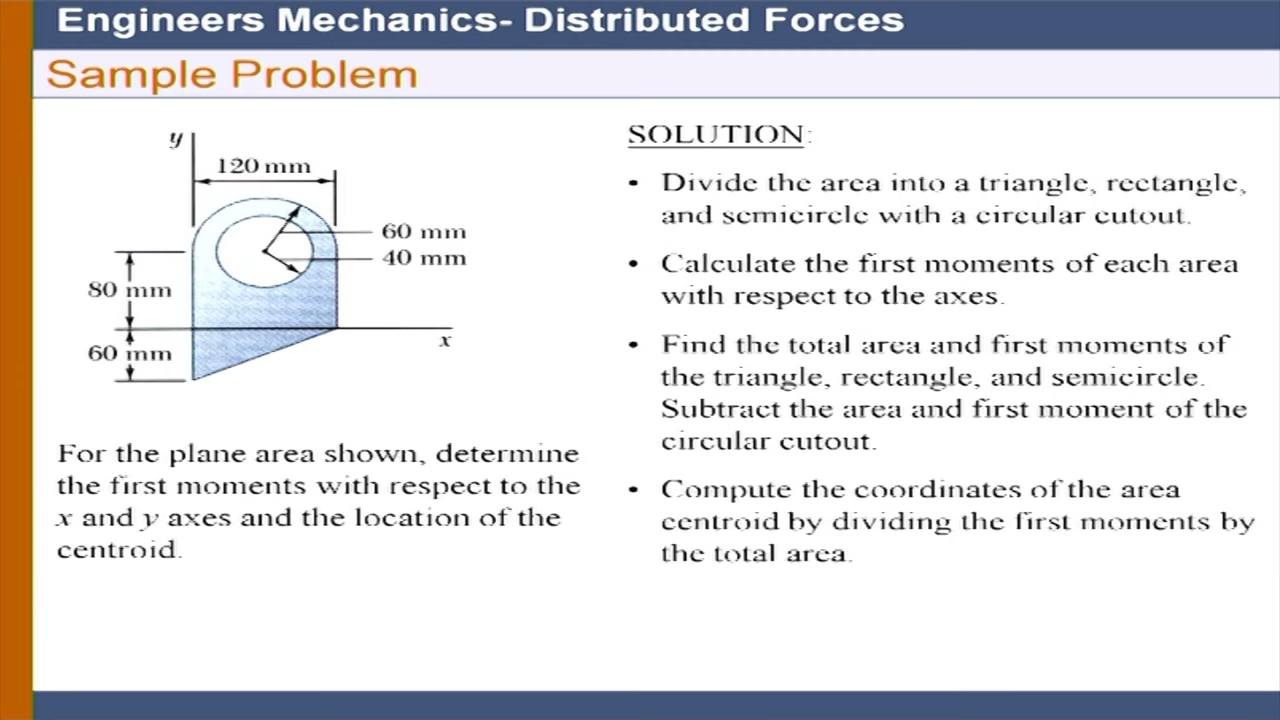 Engineers Mechanics- Distributed Forces
Sample Problem
y
120 mm
60 mm
40 mm
80 mm
60 mm
x
For the plane area shown, determine
the first moments with respect to the
x and y axes and the location of the
centroid.
SOLUTION:
• Divide the area into a triangle, rectangle,
and semicircle with a circular cutout.
• Calculate the first moments of each area
with respect to the axes.
• Find the total area and first moments of
the triangle, rectangle, and semicircle.
Subtract the area and first moment of the
circular cutout.
• Compute the coordinates of the area
centroid by dividing the first moments by
the total area.